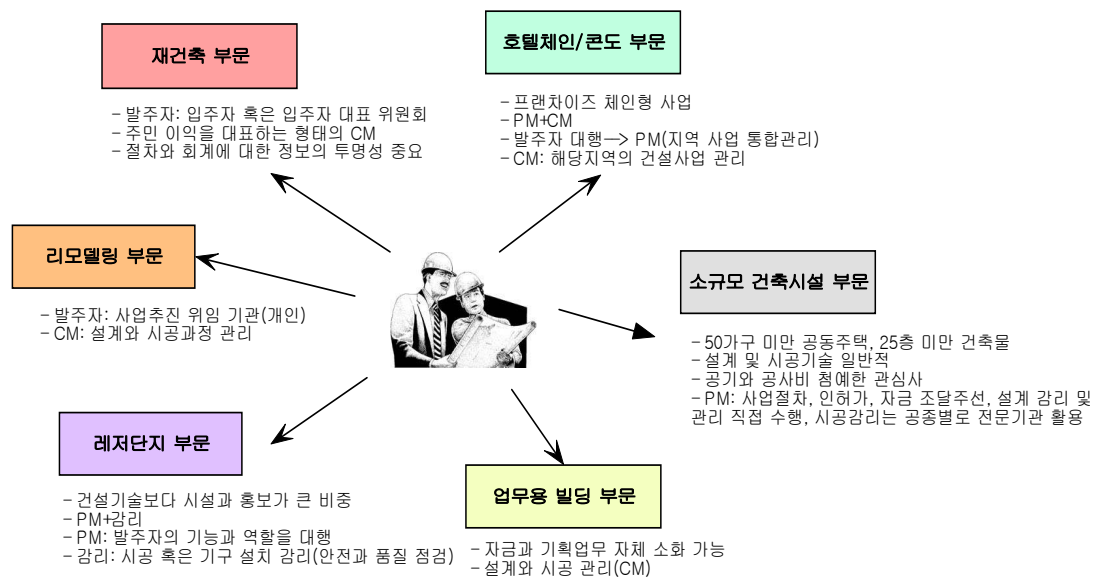 재건축 부문
- 발주자: 입주자 혹은 입주자 대표 위원회
- 주민 이익을 대표하는 형태의 CM
- 절차와 회계에 대한 정보의 투명성 중요
호텔체인/콘도 부문
- 프랜차이즈 체인형 사업
- PM+CM
- 발주자 대행—> PM(지역 사업 통합관리)
- CM: 해당지역의 건설사업 관리
리모델링 부문
- 발주자: 사업추진 위임 기관(개인)
- CM: 설계와 시공과정 관리
소규모 건축시설 부문
- 50가구 미만 공동주택, 25층 미만 건축물
- 설계 및 시공기술 일반적
- 공기와 공사비 첨예한 관심사
- PM: 사업절차, 인허가, 자금 조달주선, 설계 감리 및
관리 직접 수행, 시공감리는 공종별로 전문기관 활용
레저단지 부문
- 건설기술보다 시설과 홍보가 큰 비중
- PM+감리
- PM: 발주자의 기능과 역할을 대행
- 감리: 시공 혹은 기구 설치 감리(안전과 품질 점검)
업무용 빌딩 부문
- 자금과 기획업무 자체 소화 가능
- 설계와 시공 관리(CM)